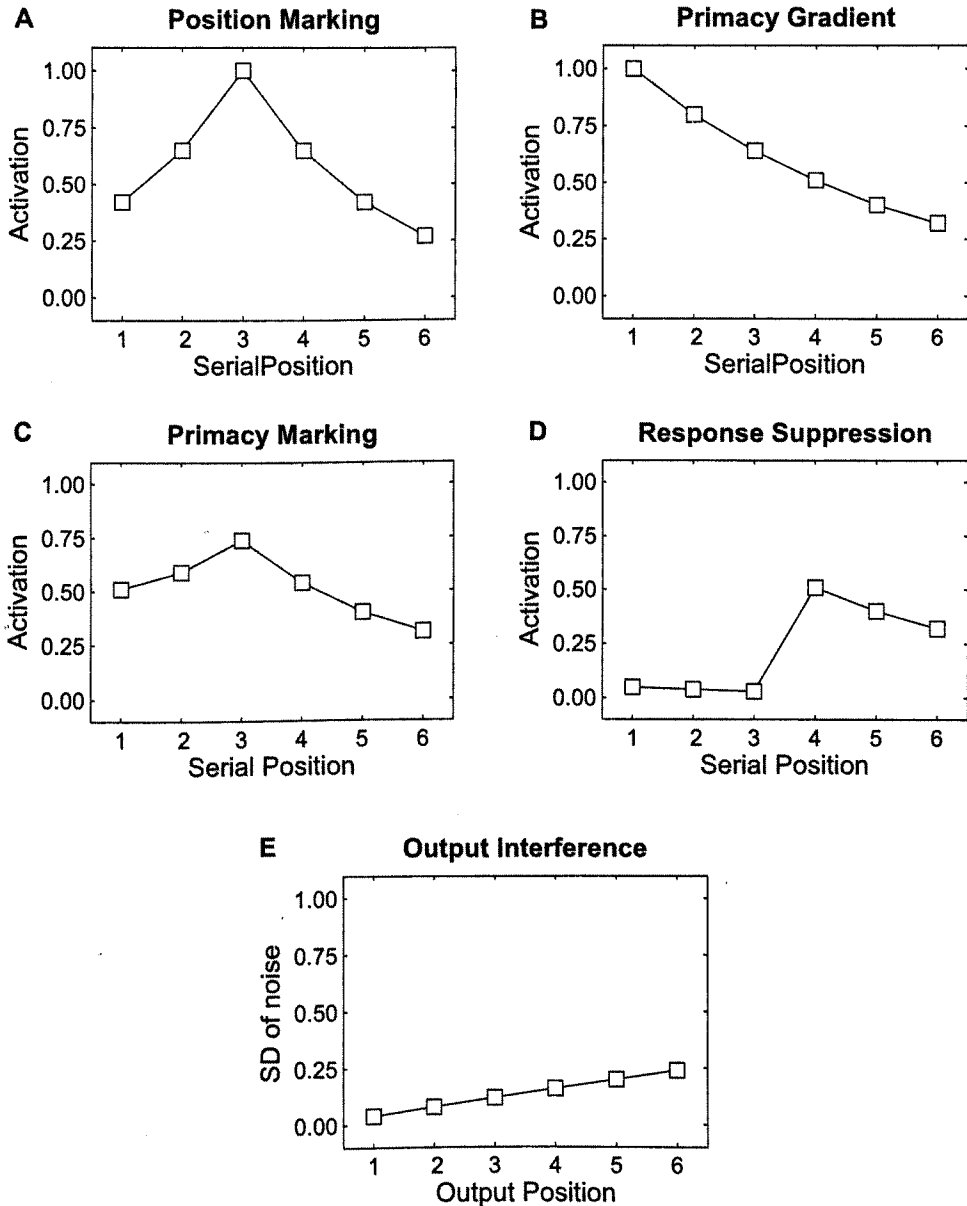 A Position Marking
1.00
0.75
0.50
0.25
0.00
Activation
1 2 3 4 5 6
SerialPosition
B Primacy Gradient
1.00
0.75
0.50
0.25
0.00
Activation
1 2 3 4 5 6
SerialPosition
C Primacy Marking
1.00
0.75
0.50
0.25
0.00
Activation
1 2 3 4 5 6
Serial Position
D Response Suppression
1.00
0.75
0.50
0.25
0.00
Activation
1 2 3 4 5 6
Serial Position
E Output Interference
1.00
0.75
0.50
0.25
0.00
SD of noise
1 2 3 4 5 6
Output Position